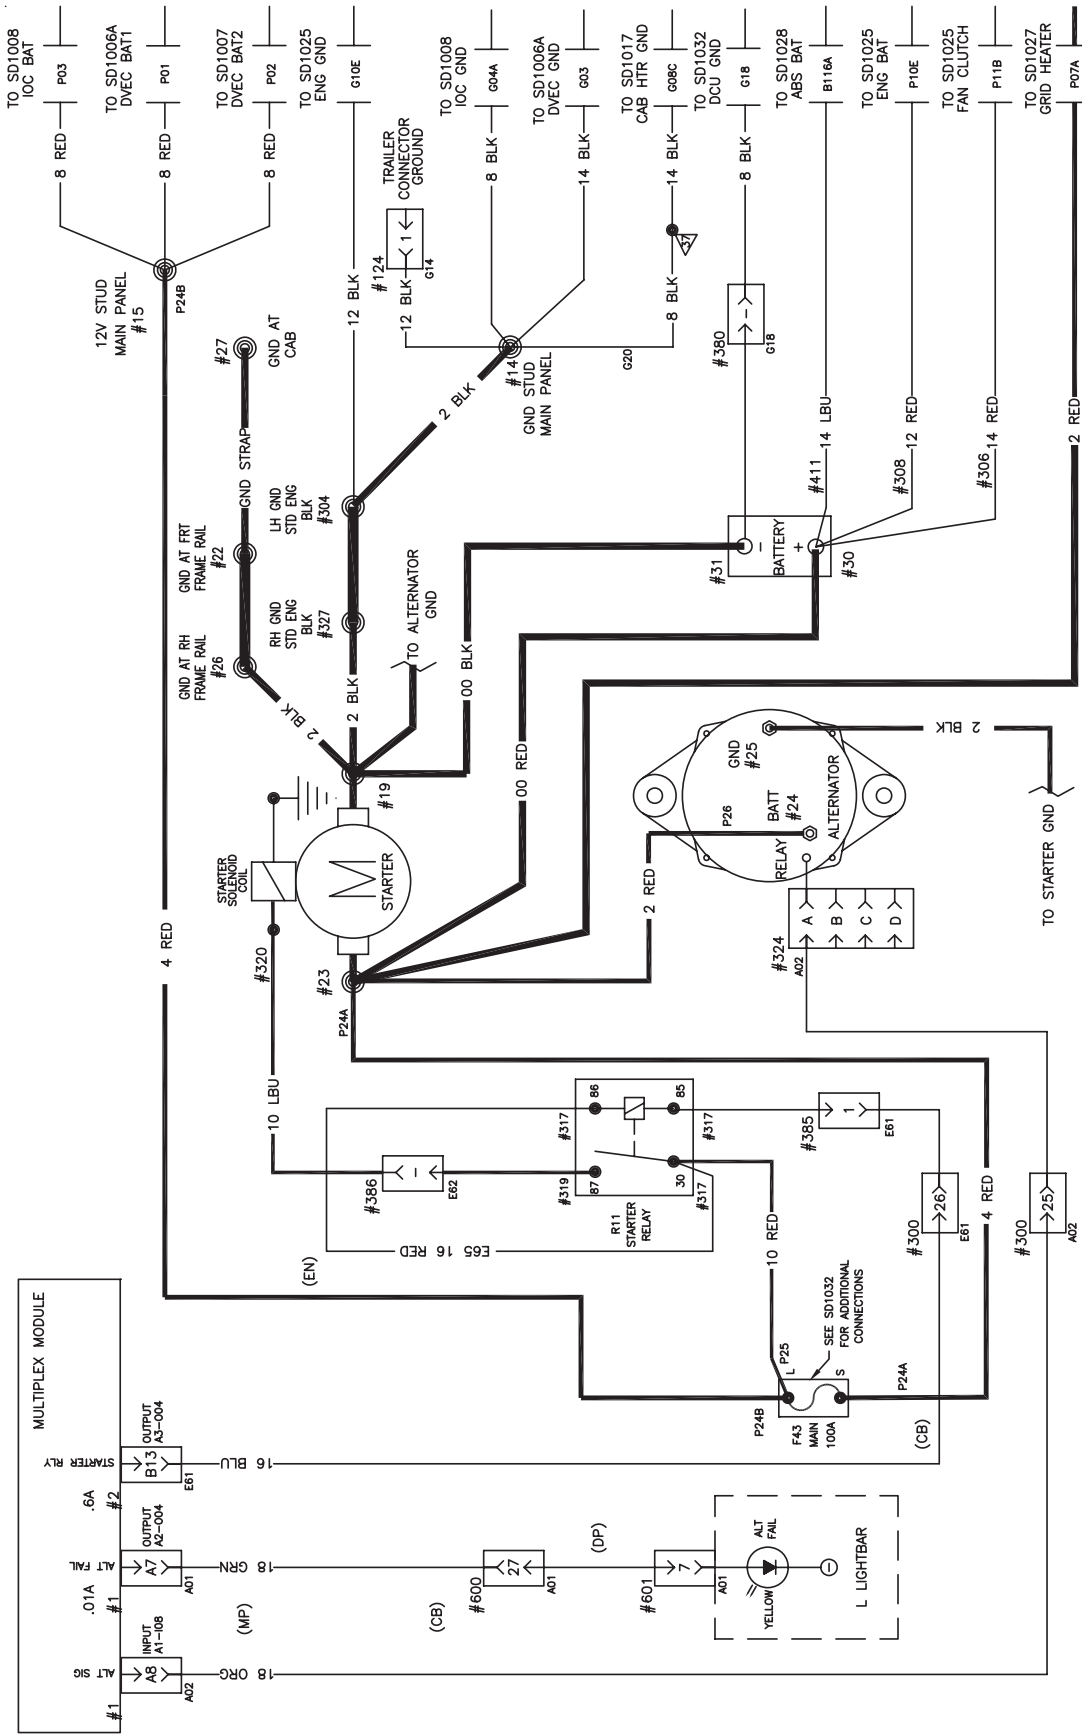 TO SD1008
IOC BAT
P03
8 RED
TO SD1006A
DVEC BAT1
P01
8 RED
TO SD1007
DVEC BAT2
P02
8 RED
TO SD1025
ENG GND
G10E
12 BLK
TO SD1008
IOC GND
G04A
8 BLK
TO SD1006A
DVEC GND
G03
14 BLK
TO SD1017
CAB HTR GND
G08C
14 BLK
TO SD1032
DCU GND
G18
8 BLK
TO SD1028
ABS BAT
B116A
14 LBU
#411
TO SD1025
ENG BAT
P10E
12 RED
#308
TO SD1025
FAN CLUTCH
P11B
14 RED
#306
TO SD1027
GRID HEATER
P07A
2 RED
12V STUD
MAIN PANEL
#15
P24B
4 RED
#27
GND AT
CAB
GND STRAP
GND AT FRT
FRAME RAIL
#22
GND AT RH
FRAME RAIL
#26
2 BLK
TRAILER
CONNECTOR
GROUND
#124
1
G14
12 BLK
#14
GND STUD
MAIN PANEL
2 BLK
G20
8 BLK
37
#380
G18
LH GND
STD ENG
BLK
#304
RH GND
STD ENG
BLK
#327
2 BLK
TO ALTERNATOR
GND
00 BLK
#31
BATTERY
-
+
#30
00 RED
#19
STARTER
SOLENOID
COIL
M
STARTER
#320
#23
P24A
10 LBU
GND
#25
2 BLK
TO STARTER GND
BATT
#24
P26
ALTERNATOR
RELAY
2 RED
#324
A
B
C
D
A02
#386
E62
#317
86
85
#317
#319
87
30
#317
R11
STARTER
RELAY
E65 16 RED
(EN)
#385
1
E61
10 RED
4 RED
#300
26
E61
#300
25
A02
SEE SD1032
FOR ADDITIONAL
CONNECTIONS
P25
L
S
P24B
P24A
F43
MAIN
100A
(CB)
MULTIPLEX MODULE
STARTER RLY
.6A
#2
B13
OUTPUT
A3-004
E61
16 BLU
ALT FAIL
.01A
#1
A7
OUTPUT
A2-004
A01
18 GRN
ALT SIG
#1
A8
INPUT
A1-I08
A02
18 ORG
(MP)
(CB)
#600
27
A01
(DP)
#601
7
A01
ALT
FAIL
YELLOW
L LIGHTBAR